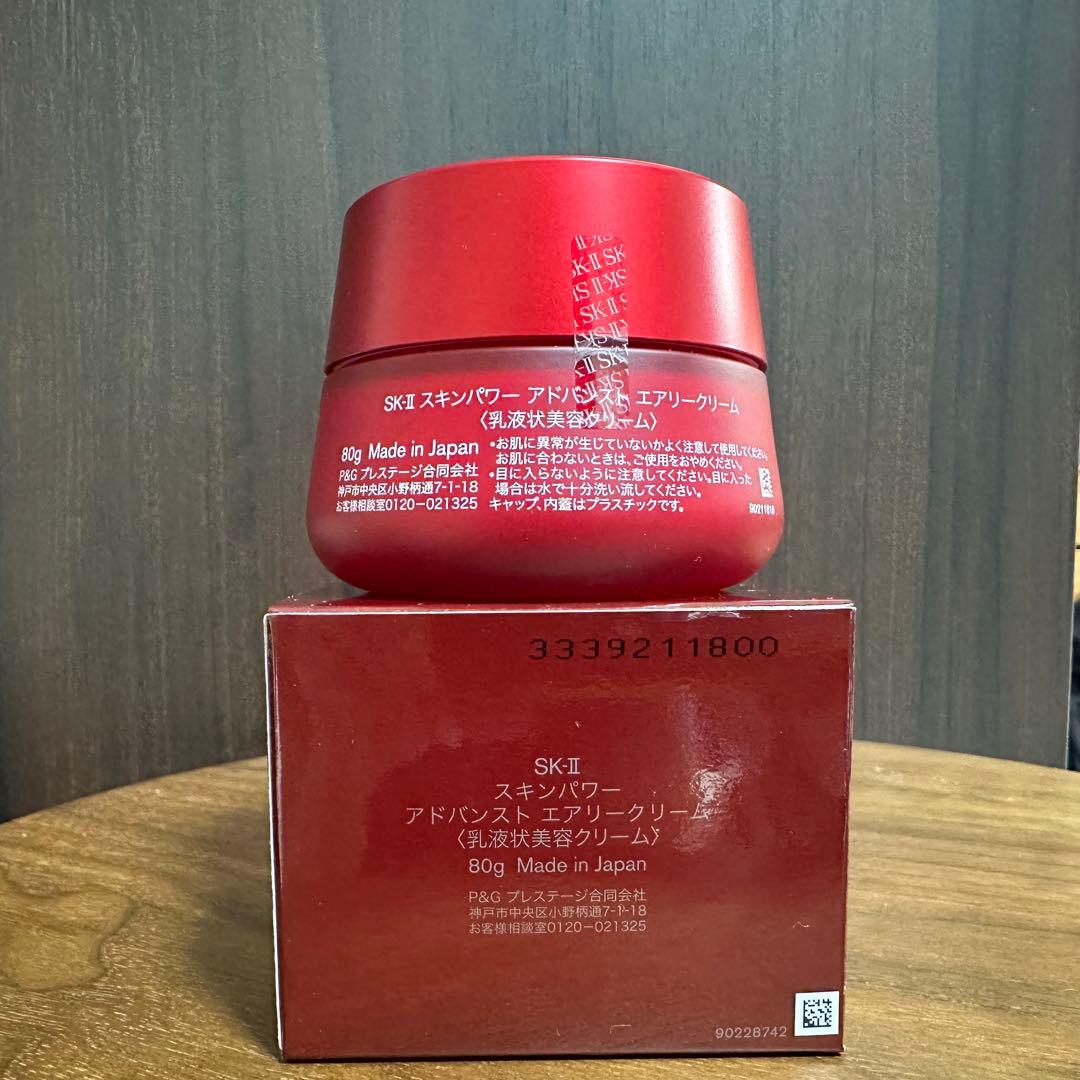 SK-II SK
SK-II スキンパワー アドバンスト エアリークリーム
〈乳液状美容クリーム〉
80g Made in Japan
P&G プレステージ合同会社
神戸市中央区小野柄通7-1-18
お客様相談室0120-021325
•お肌に異常が生じていないかよく注意して使用してください。
お肌に合わないときは、ご使用をおやめください。
•目に入らないように注意してください。目に入った
場合は水で十分洗い流してください。
キャップ、内蓋はプラスチックです。
3339211800
SK-II
スキンパワー
アドバンスト エアリークリーム
〈乳液状美容クリーム〉
80g Made in Japan
P&G プレステージ合同会社
神戸市中央区小野柄通7-1-18
お客様相談室0120-021325
90228742